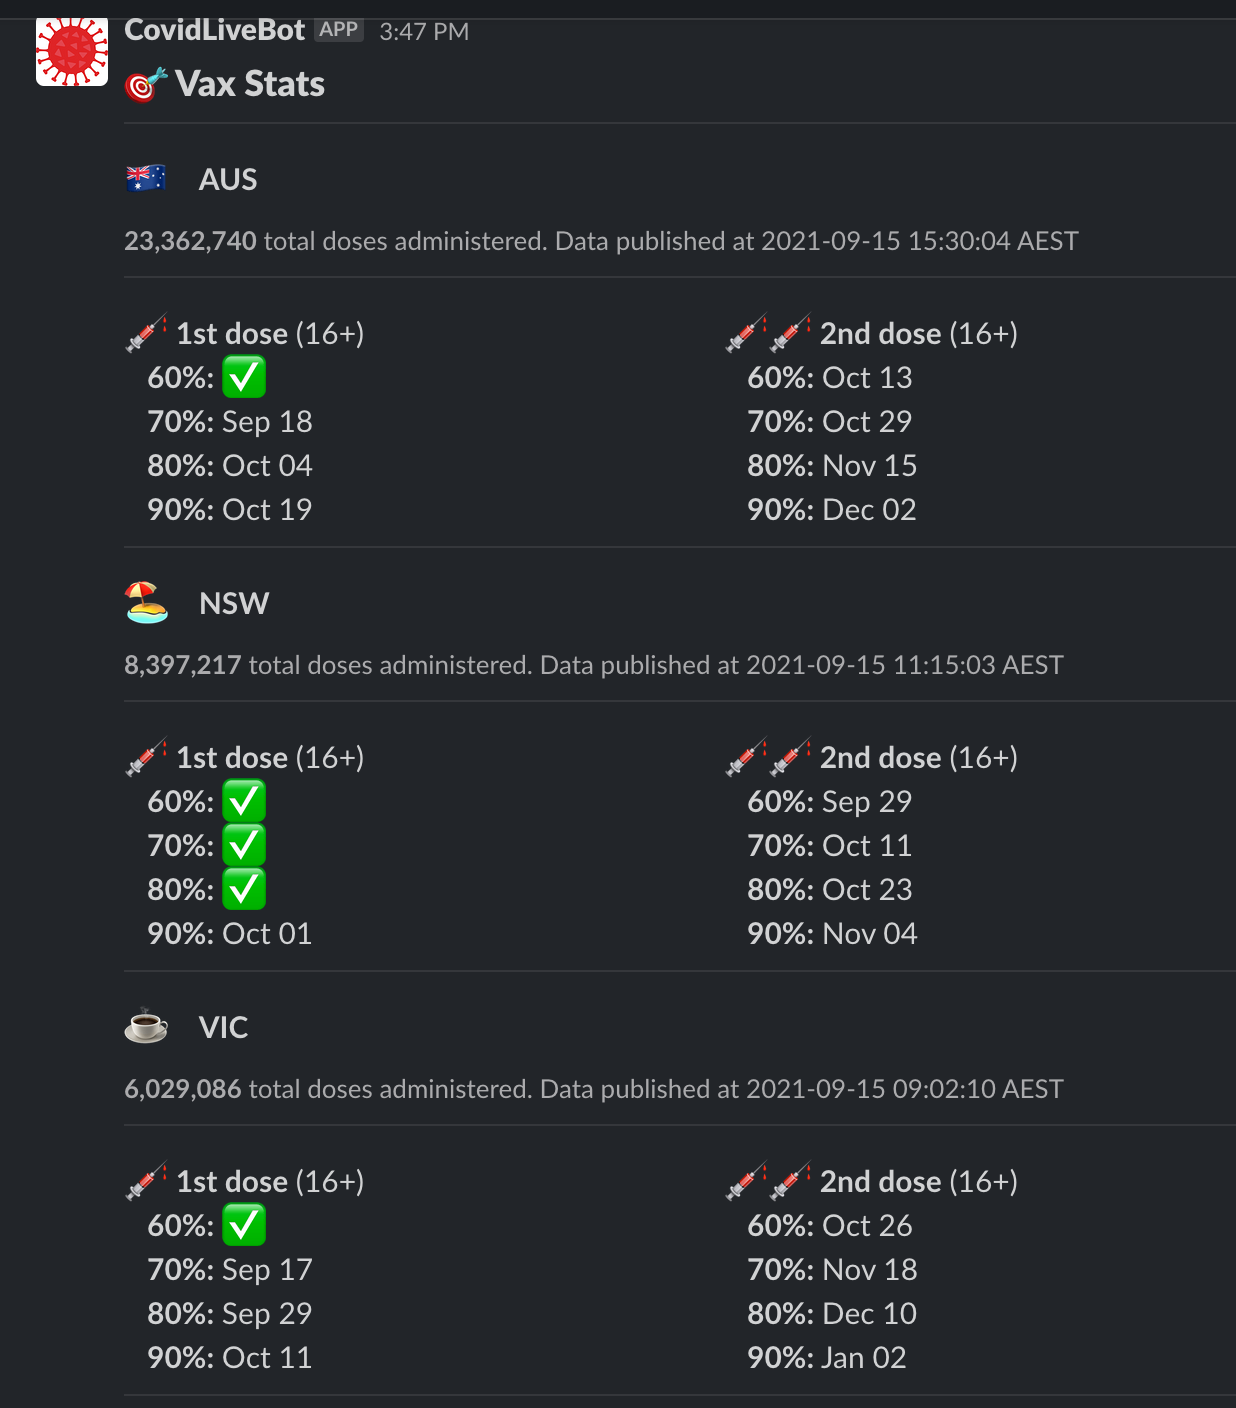 CovidLiveBot APP 3:47 PM
Vax Stats
AUS
23,362,740 total doses administered. Data published at 2021-09-15 15:30:04 AEST
1st dose (16+)
60%:
70%: Sep 18
80%: Oct 04
90%: Oct 19
2nd dose (16+)
60%: Oct 13
70%: Oct 29
80%: Nov 15
90%: Dec 02
NSW
8,397,217 total doses administered. Data published at 2021-09-15 11:15:03 AEST
1st dose (16+)
60%:
70%:
80%:
90%: Oct 01
2nd dose (16+)
60%: Sep 29
70%: Oct 11
80%: Oct 23
90%: Nov 04
VIC
6,029,086 total doses administered. Data published at 2021-09-15 09:02:10 AEST
1st dose (16+)
60%:
70%: Sep 17
80%: Sep 29
90%: Oct 11
2nd dose (16+)
60%: Oct 26
70%: Nov 18
80%: Dec 10
90%: Jan 02